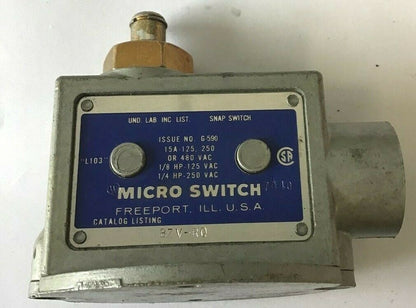 UND. LAB. INC. LIST. SNAP SWITCH
ISSUE NO. G-590
15A-125, 250
"L103" OR 480 VAC
1/8 HP-125 VAC
1/4 HP-250 VAC
MICRO SWITCH
FREEPORT, ILL. U.S.A.
CATALOG LISTING